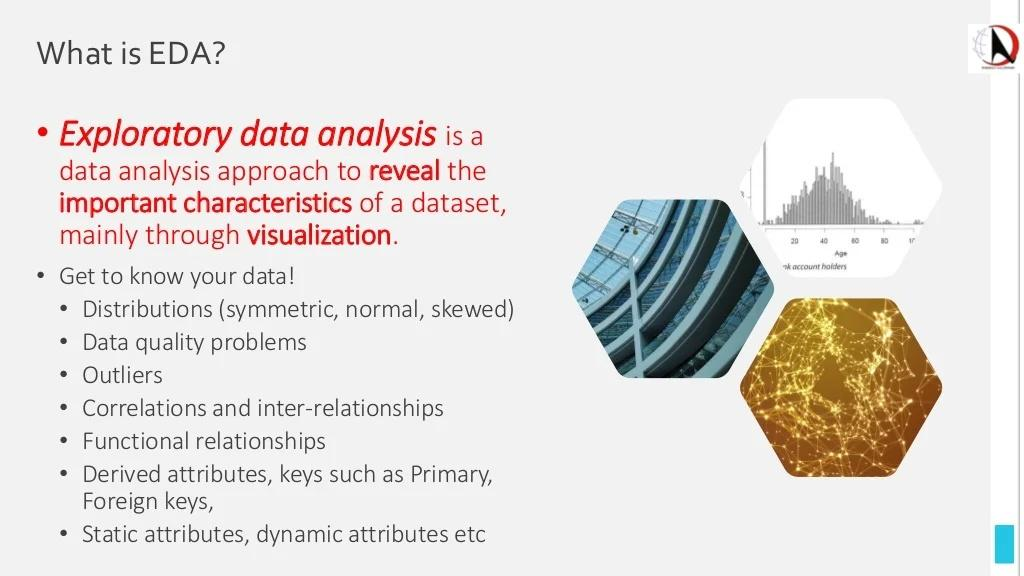 What is EDA?
• Exploratory data analysis is a
data analysis approach to reveal the
important characteristics of a dataset,
mainly through visualization.
• Get to know your data!
• Distributions (symmetric, normal, skewed)
• Data quality problems
• Outliers
• Correlations and inter-relationships
• Functional relationships
• Derived attributes, keys such as Primary,
Foreign keys,
• Static attributes, dynamic attributes etc
20 40 60 80
Age
account holders